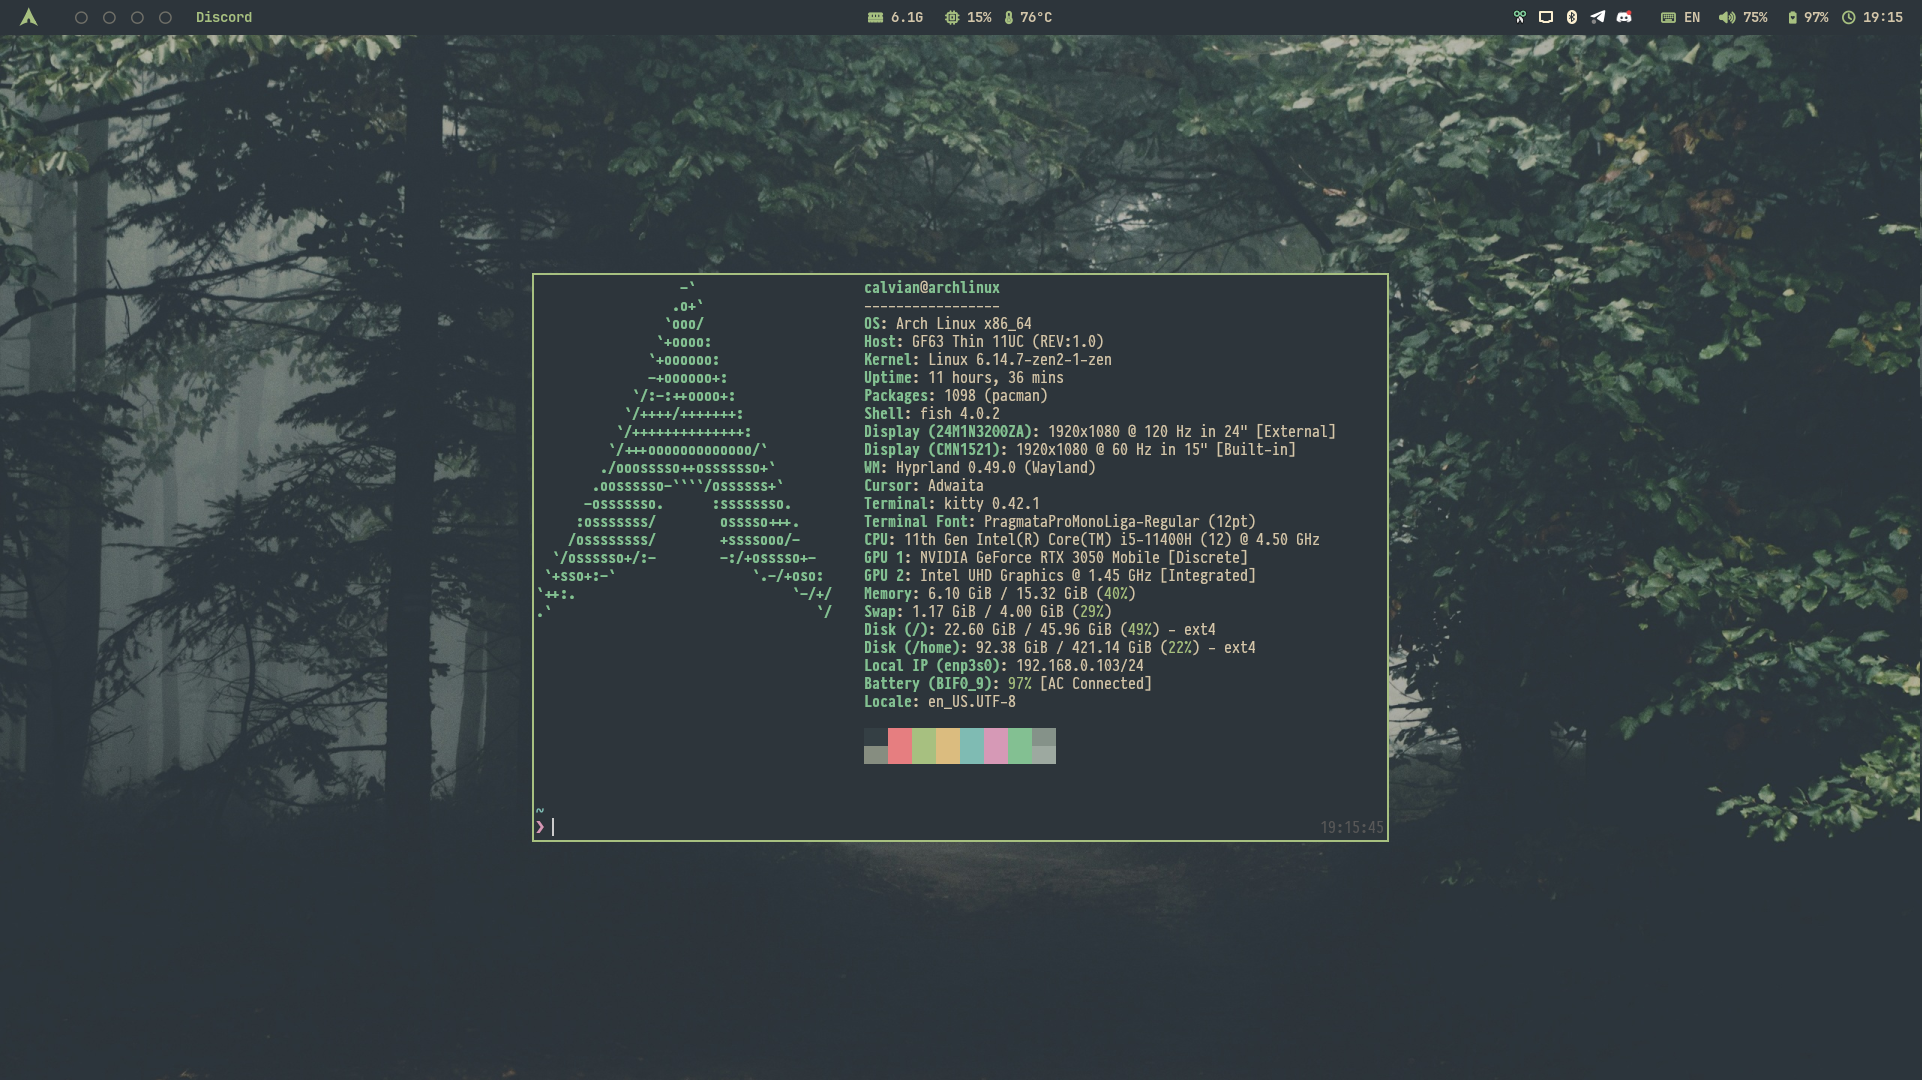 Discord 6.1G 15% 76°C EN 75% 97% 19:15
-`
.o+`
`ooo/
`+oooo:
`+oooooo:
-+oooooo+:
`/:-:++oooo+:
`/++++/+++++++:
`/++++++++++++++:
`/+++ooooooooooooo/`
./ooosssso++osssssso+`
.oossssso-````/ossssss+`
-osssssso.      :ssssssso.
:osssssss/        osssso+++.
/ossssssss/        +ssssooo/-
`/ossssso+/:-        -:/+osssso+-
`+sso+:-`                 `.-/+oso:
`++:.                           `-/+/
.`                                 `/
calvian@archlinux
-----------------
OS: Arch Linux x86_64
Host: GF63 Thin 11UC (REV:1.0)
Kernel: Linux 6.14.7-zen2-1-zen
Uptime: 11 hours, 36 mins
Packages: 1098 (pacman)
Shell: fish 4.0.2
Display (24M1N3200ZA): 1920x1080 @ 120 Hz in 24" [External]
Display (CMN1521): 1920x1080 @ 60 Hz in 15" [Built-in]
WM: Hyprland 0.49.0 (Wayland)
Cursor: Adwaita
Terminal: kitty 0.42.1
Terminal Font: PragmataProMonoLiga-Regular (12pt)
CPU: 11th Gen Intel(R) Core(TM) i5-11400H (12) @ 4.50 GHz
GPU 1: NVIDIA GeForce RTX 3050 Mobile [Discrete]
GPU 2: Intel UHD Graphics @ 1.45 GHz [Integrated]
Memory: 6.10 GiB / 15.32 GiB (40%)
Swap: 1.17 GiB / 4.00 GiB (29%)
Disk (/): 22.60 GiB / 45.96 GiB (49%) - ext4
Disk (/home): 92.38 GiB / 421.14 GiB (22%) - ext4
Local IP (enp3s0): 192.168.0.103/24
Battery (BIF0_9): 97% [AC Connected]
Locale: en_US.UTF-8
~
❯ 19:15:45